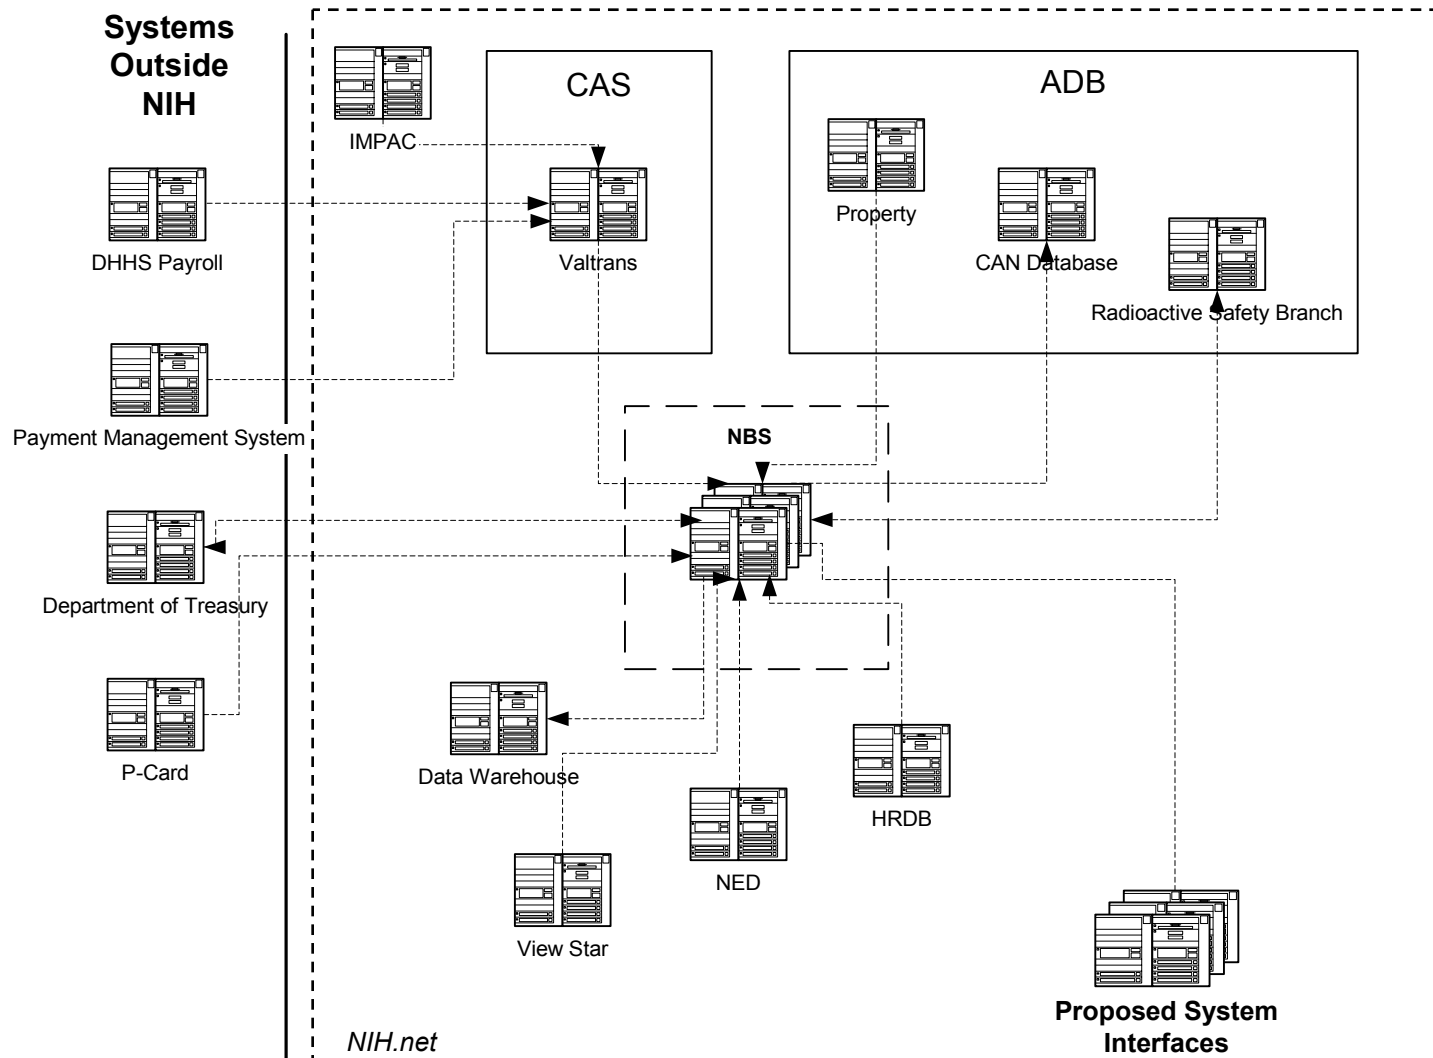 Systems
Outside
NIH
IMPAC
CAS
ADB
DHHS Payroll
Valtrans
Property
CAN Database
Radioactive Safety Branch
Payment Management System
NBS
Department of Treasury
P-Card
Data Warehouse
HRDB
NED
View Star
Proposed System
Interfaces
NIH.net